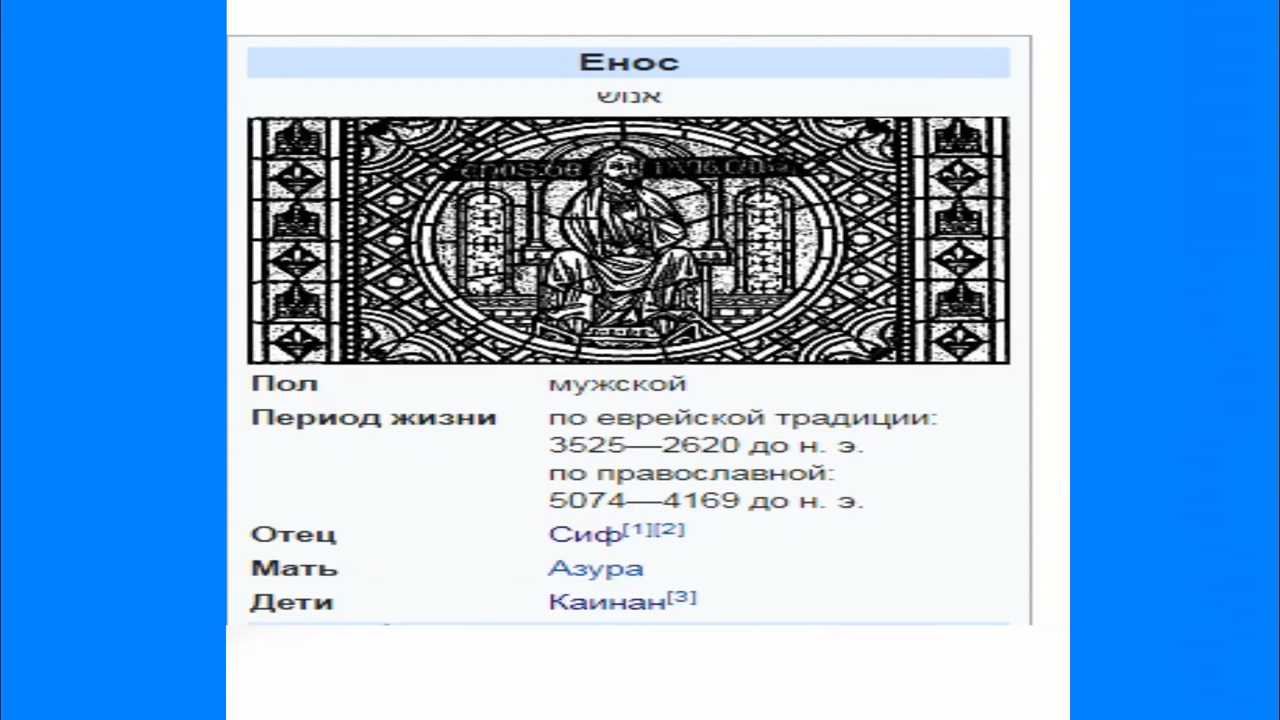 Енос
אנוש
Пол мужской
Период жизни по еврейской традиции:
3525—2620 до н. э.
по православной:
5074—4169 до н. э.
Отец Сиф[1][2]
Мать Азура
Дети Каинан[3]